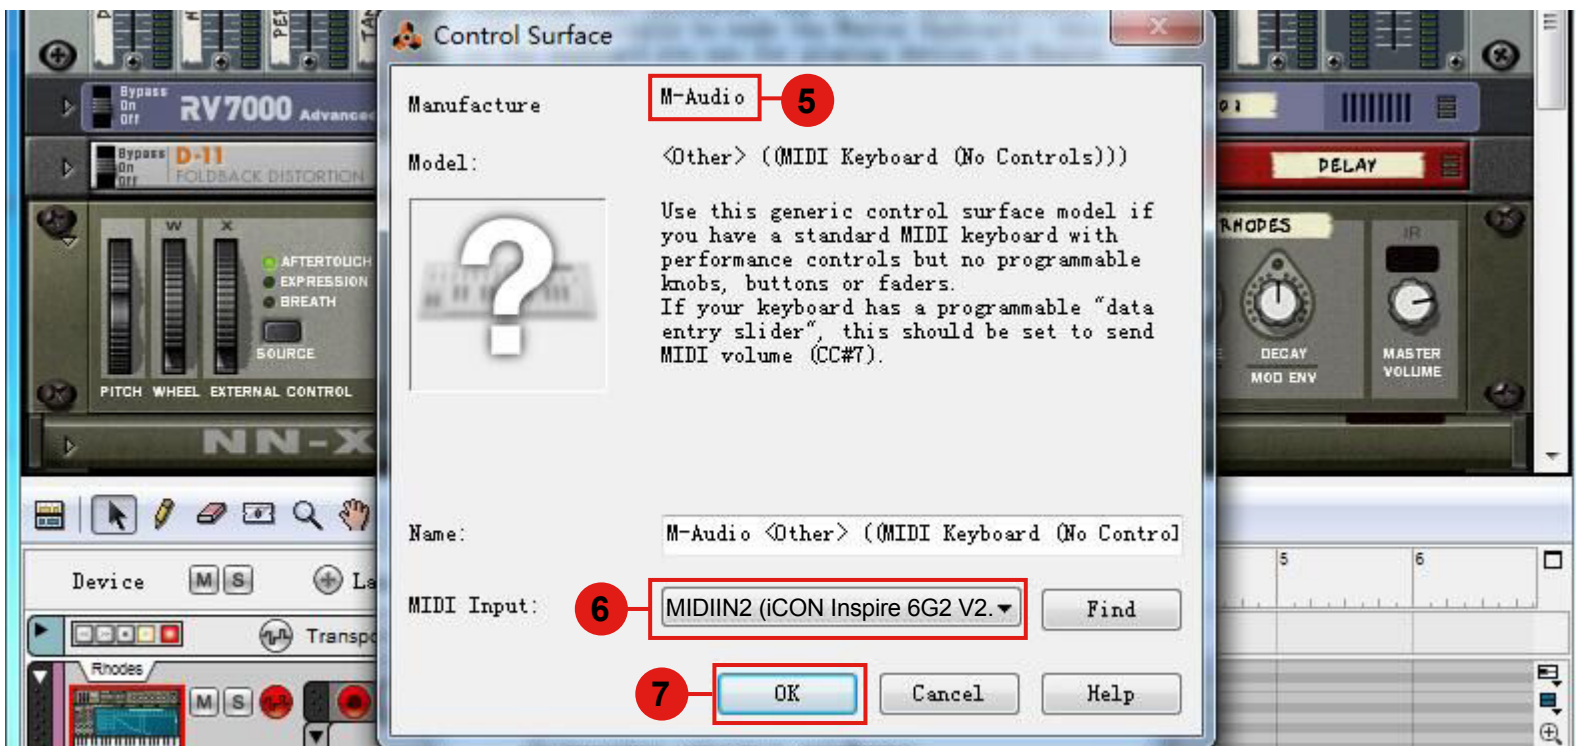 Control Surface
Manufacture
M-Audio
5
Model:
<Other> ((MIDI Keyboard (No Controls)))
Use this generic control surface model if
you have a standard MIDI keyboard with
performance controls but no programmable
knobs, buttons or faders.
If your keyboard has a programmable "data
entry slider", this should be set to send
MIDI volume (CC#7).
Name:
M-Audio <Other> ((MIDI Keyboard (No Control
MIDI Input:
6
MIDIIN2 (iCON Inspire 6G2 V2.
Find
7
OK
Cancel
Help
Bypass
On
Off
RV7000 Advanced
Bypass
On
Off
D-11
FOLDBACK DISTORTION
DELAY
W
X
AFTERTOUCH
EXPRESSION
BREATH
SOURCE
PITCH WHEEL EXTERNAL CONTROL
NN-X
RHODES
DECAY
MOD ENV
MASTER
VOLUME
Device
M S
La
5
6
Transpo
Rhodes
M S